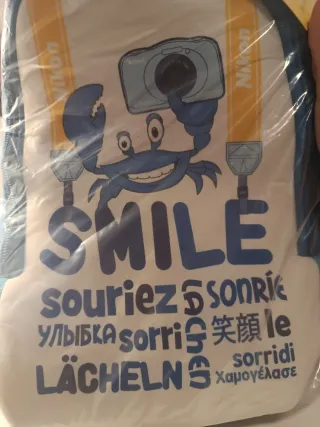 Nikon
Nikon
SMILE
souriez
SONRÍE
УЛЫБКА
sorri
笑顔
le
LÄCHELN
sorridi
Χαμογέλασε